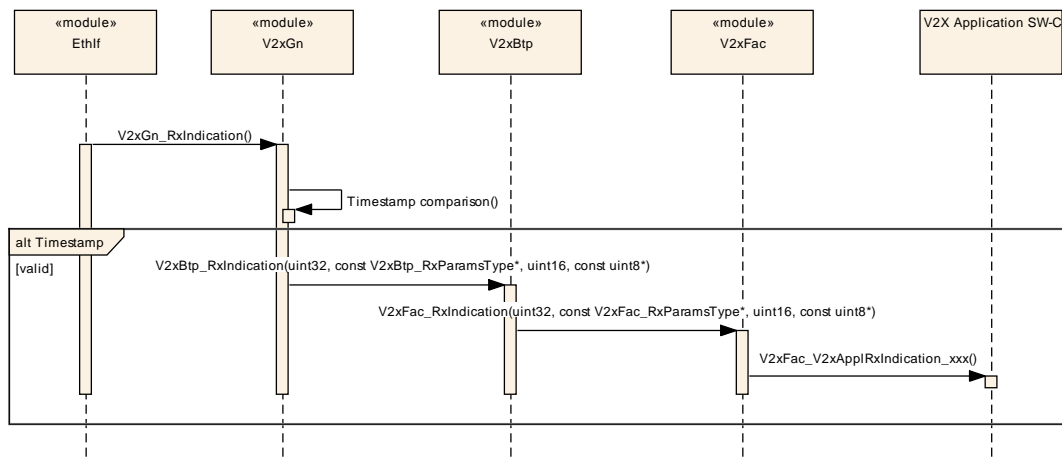 «module»
EthIf
«module»
V2xGn
«module»
V2xBtp
«module»
V2xFac
V2X Application SW-C
V2xGn_RxIndication()
Timestamp comparison()
alt Timestamp
[valid]
V2xBtp_RxIndication(uint32, const V2xBtp_RxParamsType*, uint16, const uint8*)
V2xFac_RxIndication(uint32, const V2xFac_RxParamsType*, uint16, const uint8*)
V2xFac_V2xApplRxIndication_xxx()